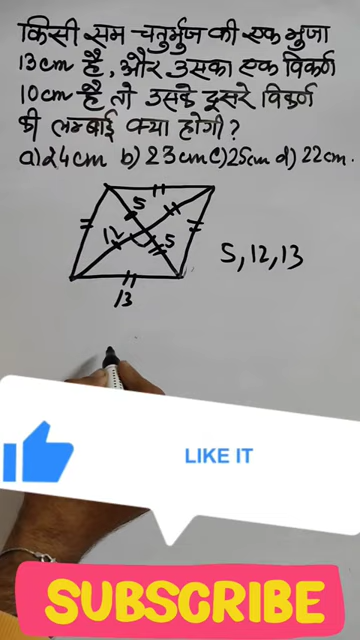 किसी सम चतुर्भुज की एक भुजा
13cm है, और उसका एक विकर्ण
10cm है तो उसके दूसरे विकर्ण
की लम्बाई क्या होगी?
a) 24cm b) 23cm c) 25cm d) 22cm.
5
12 5
5, 12, 13
13
LIKE IT
SUBSCRIBE